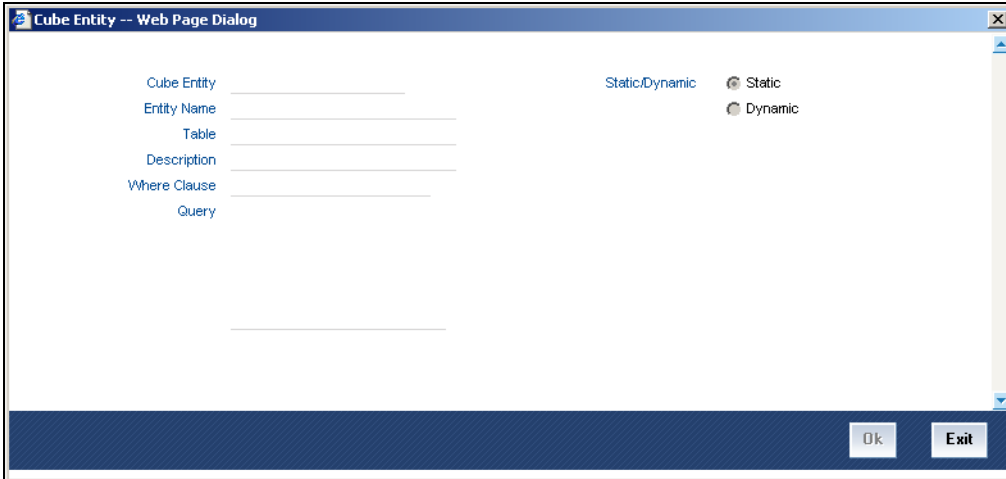 Cube Entity -- Web Page Dialog
Cube Entity
Static/Dynamic
Static
Entity Name
Dynamic
Table
Description
Where Clause
Query
Ok
Exit